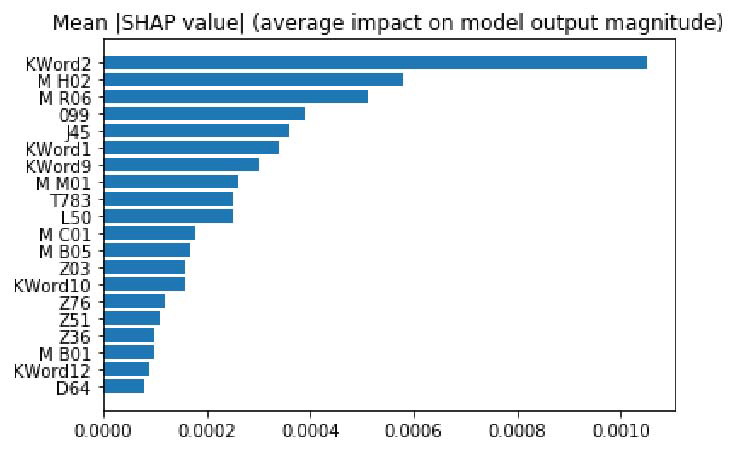 Mean |SHAP value| (average impact on model output magnitude)
KWord2
M H02
M R06
099
J45
KWord1
KWord9
M M01
T783
L50
M C01
M B05
Z03
KWord10
Z76
Z51
Z36
M B01
KWord12
D64
0.0000 0.0002 0.0004 0.0006 0.0008 0.0010